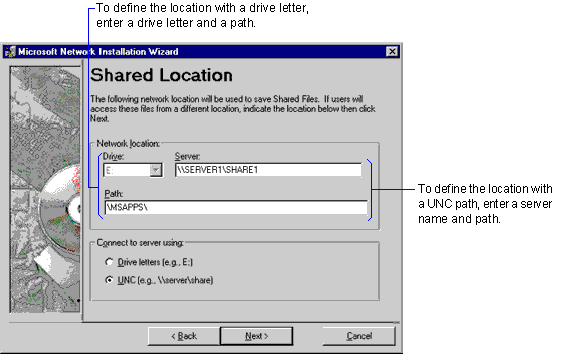 To define the location with a drive letter,
enter a drive letter and a path.
Microsoft Network Installation Wizard
Shared Location
The following network location will be used to save Shared Files. If users will
access these files from a different location, indicate the location below then click
Next.
Network location:
Drive: Server:
E: \\SERVER1\SHARE1
Path:
\MSAPPS\
To define the location with
a UNC path, enter a server
name and path.
Connect to server using:
Drive letters (e.g., E:)
UNC (e.g., \\server\share)
< Back Next > Cancel